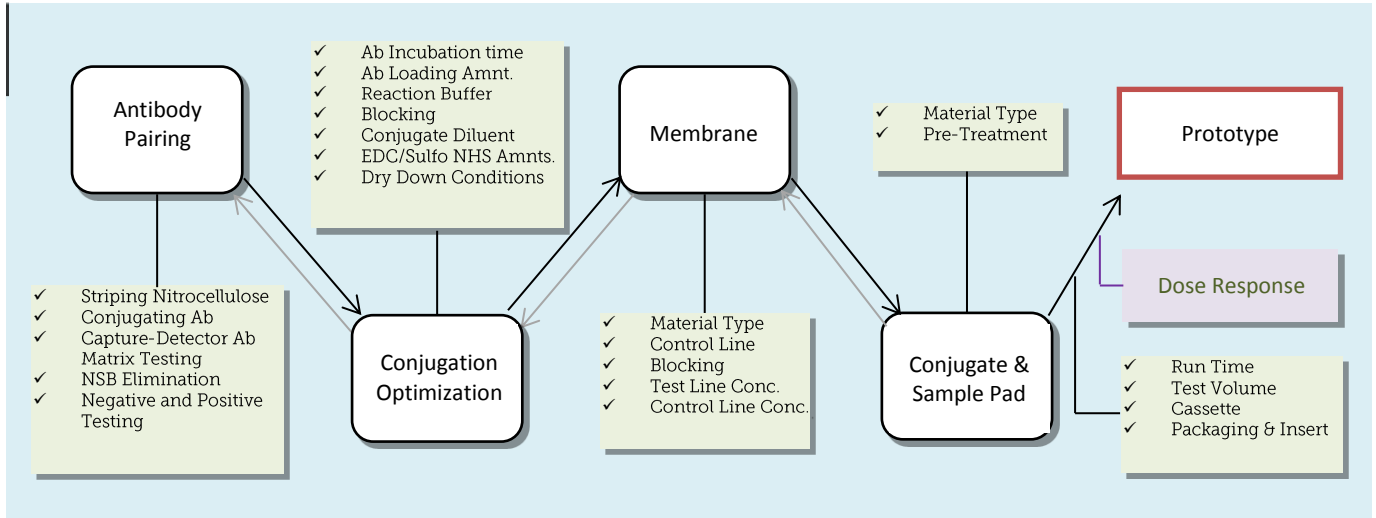 Antibody
Pairing
✓ Striping Nitrocellulose
✓ Conjugating Ab
✓ Capture-Detector Ab
Matrix Testing
✓ NSB Elimination
✓ Negative and Positive
Testing
✓ Ab Incubation time
✓ Ab Loading Amnt.
✓ Reaction Buffer
✓ Blocking
✓ Conjugate Diluent
✓ EDC/Sulfo NHS Amnts.
✓ Dry Down Conditions
Conjugation
Optimization
Membrane
✓ Material Type
✓ Control Line
✓ Blocking
✓ Test Line Conc.
✓ Control Line Conc.
✓ Material Type
✓ Pre-Treatment
Conjugate &
Sample Pad
Prototype
Dose Response
✓ Run Time
✓ Test Volume
✓ Cassette
✓ Packaging & Insert